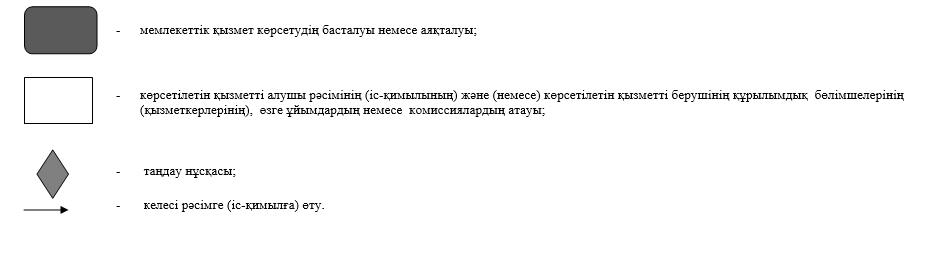 - мемлекеттік қызмет көрсетудің басталуы немесе аяқталуы;
- көрсетілетін қызметті алушы рәсімінің (іс-қимылының) және (немесе) көрсетілетін қызметті берушінің құрылымдық бөлімшелерінің
(қызметкерлерінің), өзге ұйымдардың немесе комиссиялардың атауы;
- таңдау нұсқасы;
- келесі рәсімге (іс-қимылға) өту.